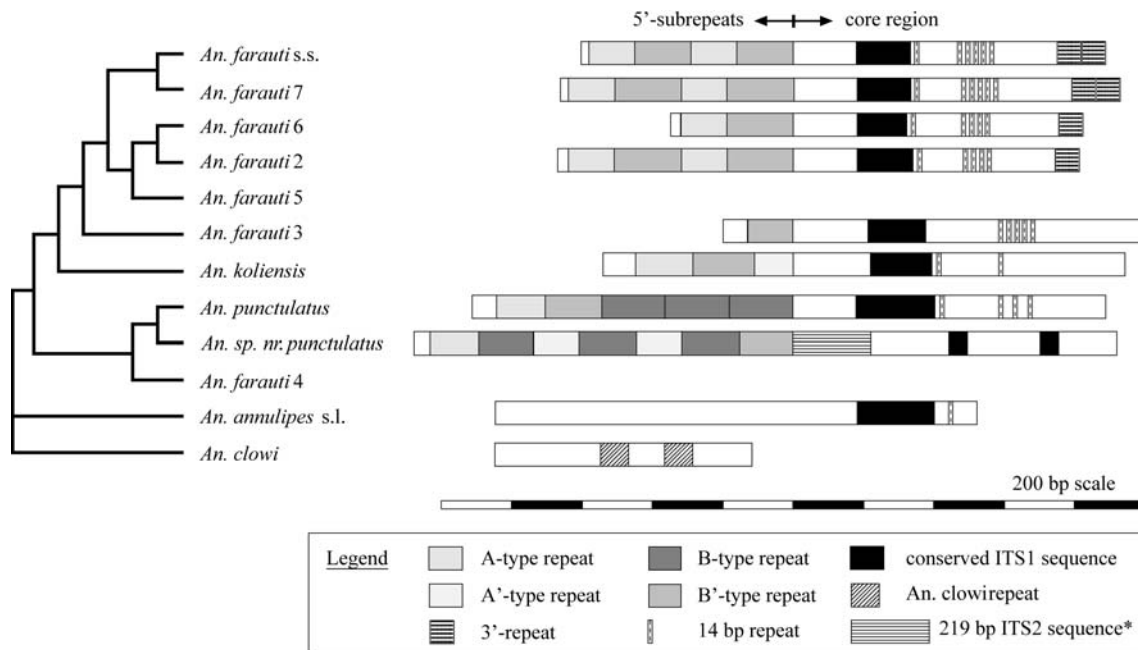 5’-subrepeats core region
An. farauti s.s.
An. farauti 7
An. farauti 6
An. farauti 2
An. farauti 5
An. farauti 3
An. koliensis
An. punctulatus
An. sp. nr. punctulatus
An. farauti 4
An. annulipes s.l.
An. clowi
200 bp scale
Legend A-type repeat B-type repeat conserved ITS1 sequence
A’-type repeat B’-type repeat An. clowirepeat
3’-repeat 14 bp repeat 219 bp ITS2 sequence*